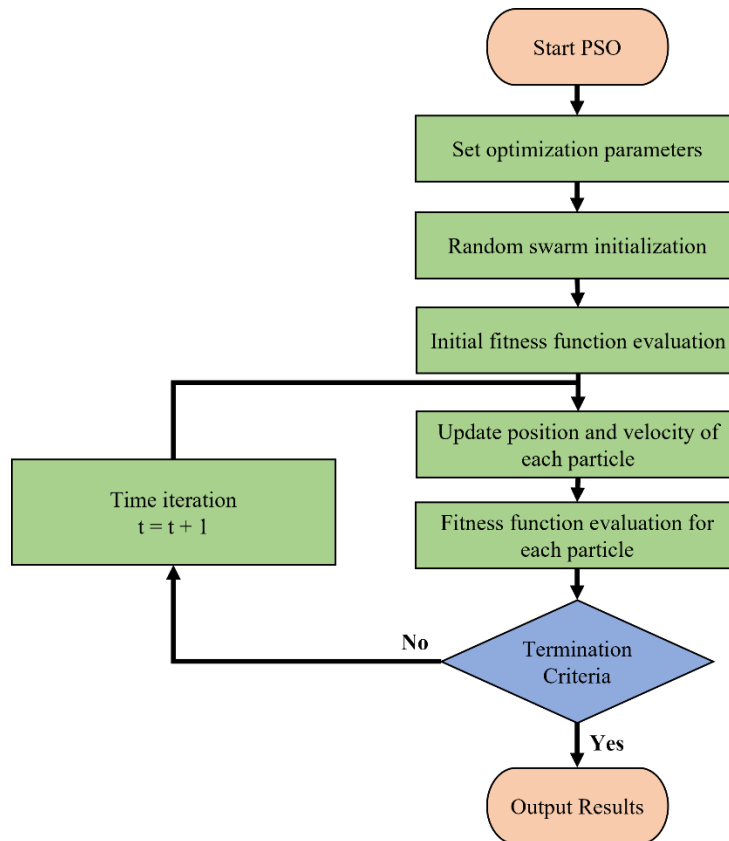 Start PSO
Set optimization parameters
Random swarm initialization
Initial fitness function evaluation
Update position and velocity of
each particle
Time iteration
t = t + 1
Fitness function evaluation for
each particle
No
Termination
Criteria
Yes
Output Results